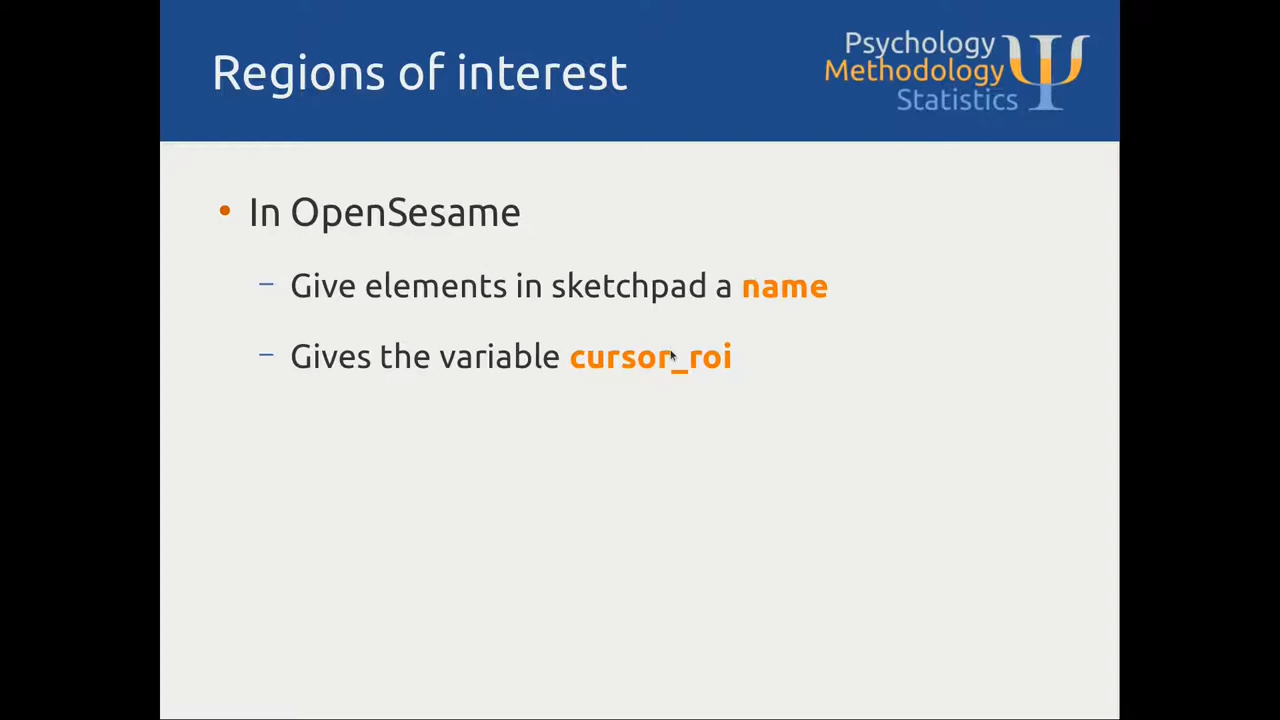 Regions of interest
Psychology
Methodology
Statistics
• In OpenSesame
– Give elements in sketchpad a name
– Gives the variable cursor_roi